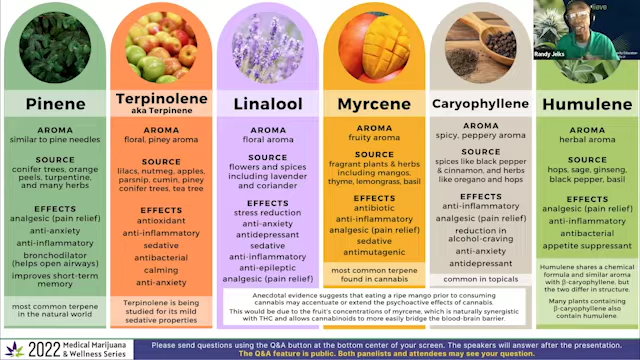 Pinene
AROMA
similar to pine needles
SOURCE
conifer trees, orange
peels, turpentine,
and many herbs
EFFECTS
analgesic (pain relief)
anti-anxiety
anti-inflammatory
bronchodilator
(helps open airways)
improves short-term
memory
most common terpene
in the natural world
Terpinolene
aka Terpinene
AROMA
floral, piney aroma
SOURCE
lilacs, nutmeg, apples,
parsnip, cumin, piney
conifer trees, tea tree
EFFECTS
antioxidant
anti-inflammatory
sedative
antibacterial
calming
anti-anxiety
Terpinolene is being
studied for its mild
sedative properties
Linalool
AROMA
floral aroma
SOURCE
flowers and spices
including lavender
and coriander
EFFECTS
stress reduction
anti-anxiety
antidepressant
sedative
anti-inflammatory
anti-epileptic
analgesic (pain relief)
Myrcene
AROMA
fruity aroma
SOURCE
fragrant plants & herbs
including mangos,
thyme, lemongrass, basil
EFFECTS
antibiotic
anti-inflammatory
analgesic (pain relief)
sedative
antimutagenic
most common terpene
found in cannabis
Caryophyllene
AROMA
spicy, peppery aroma
SOURCE
spices like black pepper
& cinnamon, and herbs
like oregano and hops
EFFECTS
anti-inflammatory
analgesic (pain relief)
reduction in
alcohol-craving
anti-anxiety
antidepressant
common in topicals
Randy Jelks
Humulene
AROMA
herbal aroma
SOURCE
hops, sage, ginseng,
black pepper, basil
EFFECTS
analgesic (pain relief)
anti-inflammatory
antibacterial
appetite suppressant
Humulene shares a chemical
formula and similar aroma
with β-caryophyllene, but
the two differ in structure.
Many plants containing
β-caryophyllene also
contain humulene.
Anecdotal evidence suggests that eating a ripe mango prior to consuming
cannabis may accentuate or extend the psychoactive effects of cannabis.
This would be due to the fruit's concentrations of myrcene, which is naturally synergistic
with THC and allows cannabinoids to more easily bridge the blood-brain barrier.
2022 Medical Marijuana
& Wellness Series
Please send questions using the Q&A button at the bottom center of your screen. The speakers will answer after the presentation.
The Q&A feature is public. Both panelists and attendees may see your question.